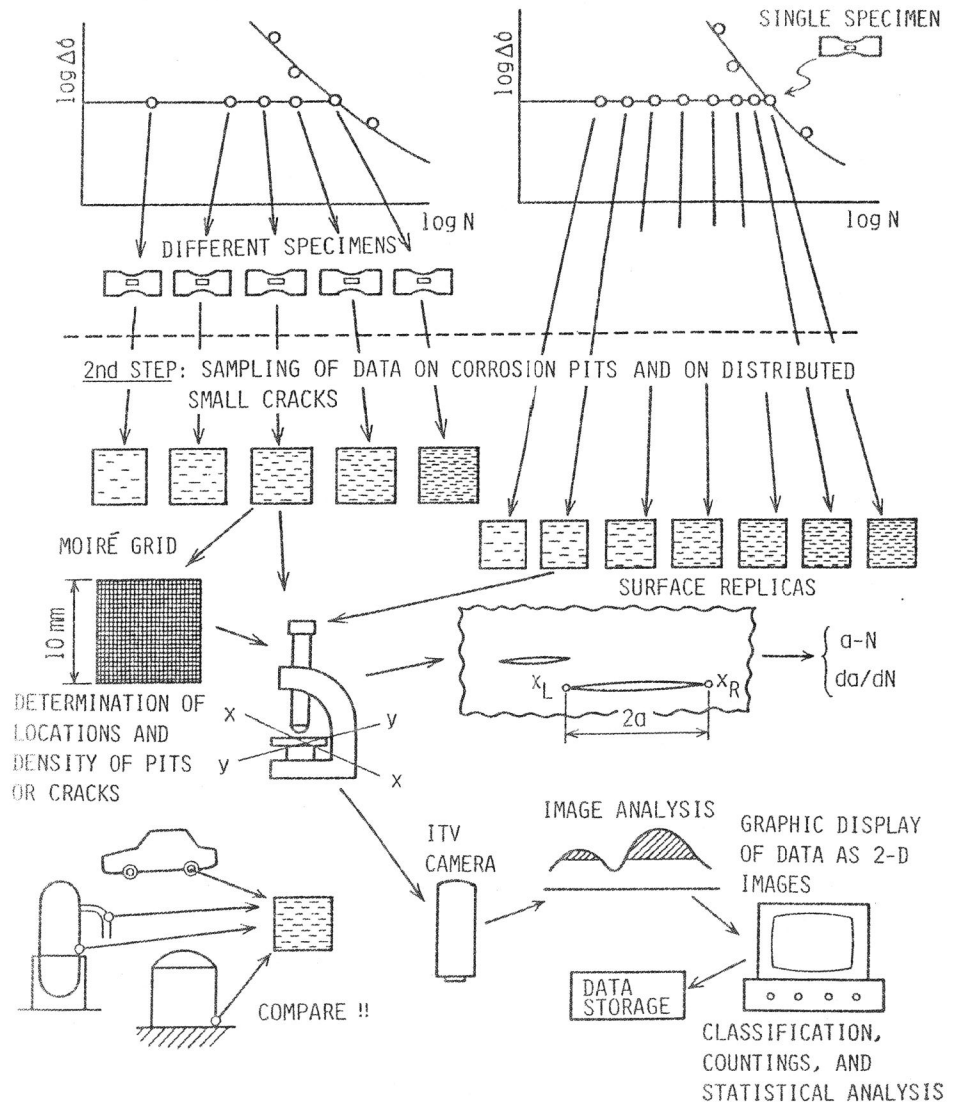 SINGLE SPECIMEN
log Δσ
log N
log Δσ
log N
DIFFERENT SPECIMENS
2nd STEP: SAMPLING OF DATA ON CORROSION PITS AND ON DISTRIBUTED
SMALL CRACKS
MOIRÉ GRID
10 mm
SURFACE REPLICAS
DETERMINATION OF
LOCATIONS AND
DENSITY OF PITS
OR CRACKS
x
y
y
x
xL
xR
2a
a-N
da/dN
ITV
CAMERA
IMAGE ANALYSIS
GRAPHIC DISPLAY
OF DATA AS 2-D
IMAGES
COMPARE !!
DATA
STORAGE
CLASSIFICATION,
COUNTINGS, AND
STATISTICAL ANALYSIS